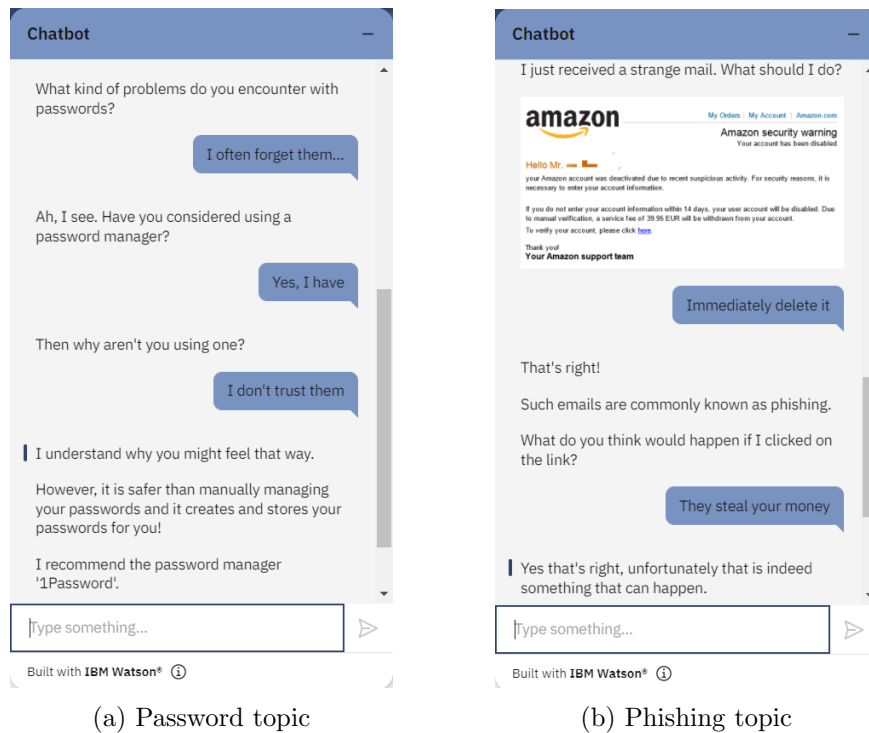 Chatbot
What kind of problems do you encounter with
passwords?
I often forget them...
Ah, I see. Have you considered using a
password manager?
Yes, I have
Then why aren't you using one?
I don't trust them
I understand why you might feel that way.
However, it is safer than manually managing
your passwords and it creates and stores your
passwords for you!
I recommend the password manager
'1Password'.
Type something...
Built with IBM Watson®
(a) Password topic
Chatbot
I just received a strange mail. What should I do?
amazon
My Orders | My Account | Amazon.com
Amazon security warning
Your account has been disabled
Hello Mr.
your Amazon account was deactivated due to recent suspicious activity. For security reasons, it is
necessary to enter your account information.
If you do not enter your account information within 14 days, your user account will be disabled. Due
to manual verification, a service fee of 39.95 EUR will be withdrawn from your account.
To verify your account, please click here.
Thank you!
Your Amazon support team
Immediately delete it
That's right!
Such emails are commonly known as phishing.
What do you think would happen if I clicked on
the link?
They steal your money
Yes that's right, unfortunately that is indeed
something that can happen.
Type something...
Built with IBM Watson®
(b) Phishing topic